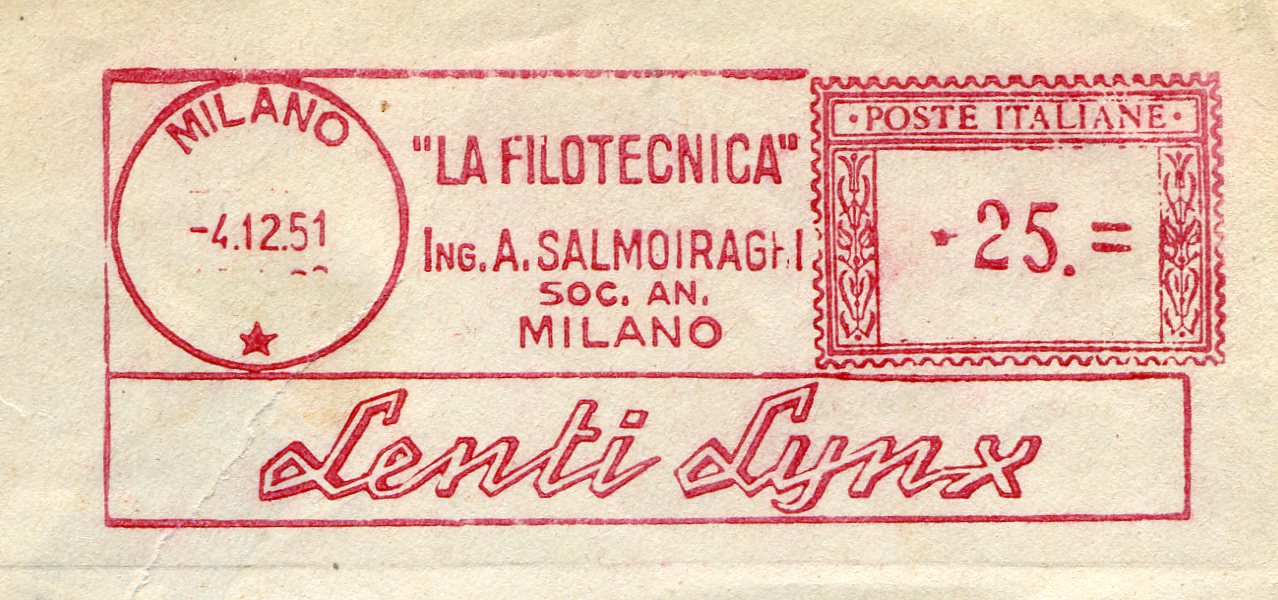 MILANO
-4.12.51
"LA FILOTECNICA"
ING. A. SALMOIRAGHI
SOC. AN.
MILANO
· POSTE ITALIANE ·
25.=
Lenti Lynx